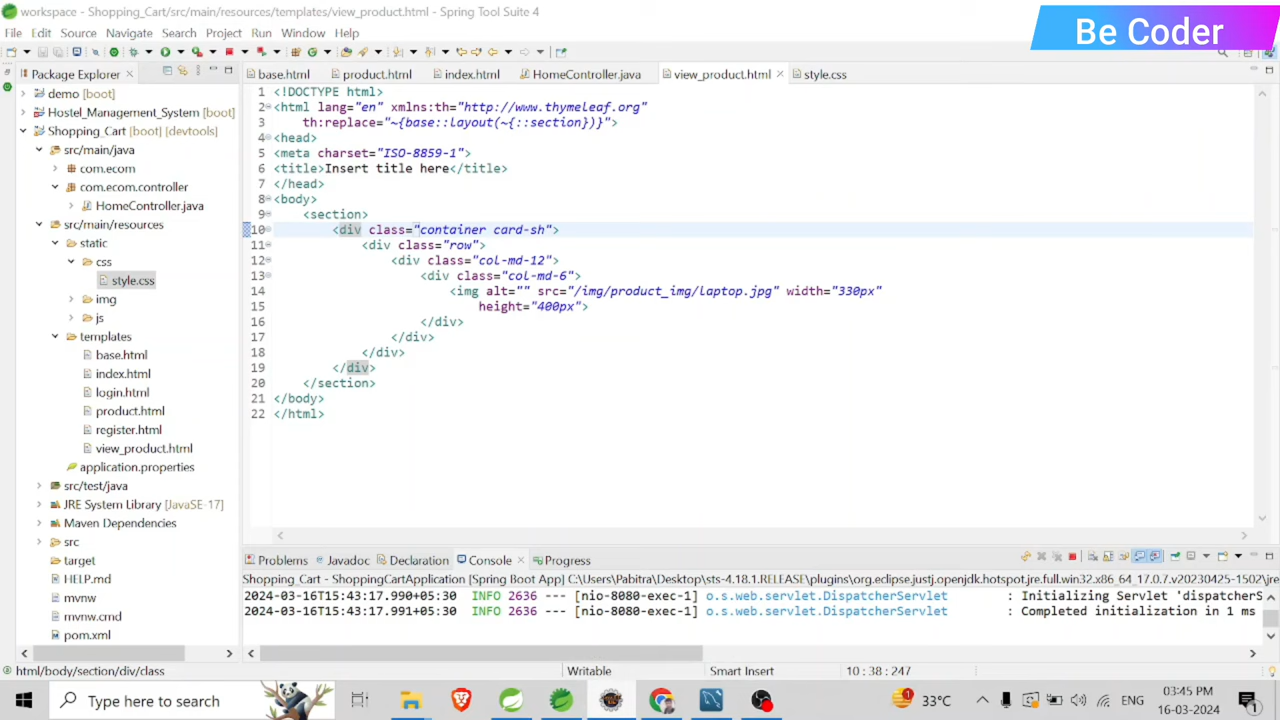 workspace - Shopping_Cart/src/main/resources/templates/view_product.html - Spring Tool Suite 4
Be Coder
File Edit Source Navigate Search Project Run Window Help
Package Explorer
demo [boot]
Hostel_Management_System [boot]
Shopping_Cart [boot] [devtools]
src/main/java
com.ecom
com.ecom.controller
HomeController.java
src/main/resources
static
css
style.css
img
js
templates
base.html
index.html
login.html
product.html
register.html
view_product.html
application.properties
src/test/java
JRE System Library [JavaSE-17]
Maven Dependencies
src
target
HELP.md
mvnw
mvnw.cmd
pom.xml
base.html product.html index.html HomeController.java view_product.html style.css
1 <!DOCTYPE html>
2 <html lang="en" xmlns:th="http://www.thymeleaf.org"
3 th:replace="~{base::layout(~{::section})}">
4 <head>
5 <meta charset="ISO-8859-1">
6 <title>Insert title here</title>
7 </head>
8 <body>
9 <section>
10 <div class="container card-sh">
11 <div class="row">
12 <div class="col-md-12">
13 <div class="col-md-6">
14 <img alt="" src="/img/product_img/laptop.jpg" width="330px"
15 height="400px">
16 </div>
17 </div>
18 </div>
19 </div>
20 </section>
21 </body>
22 </html>
Problems Javadoc Declaration Console Progress
Shopping_Cart - ShoppingCartApplication [Spring Boot App] C:\Users\Pabitra\Desktop\sts-4.18.1.RELEASE\plugins\org.eclipse.justj.openjdk.hotspot.jre.full.win32.x86_64_17.0.7.v20230425-1502\jre
2024-03-16T15:43:17.990+05:30 INFO 2636 --- [nio-8080-exec-1] o.s.web.servlet.DispatcherServlet : Initializing Servlet 'dispatcherS
2024-03-16T15:43:17.991+05:30 INFO 2636 --- [nio-8080-exec-1] o.s.web.servlet.DispatcherServlet : Completed initialization in 1 ms
html/body/section/div/class Writable Smart Insert 10 : 38 : 247
Type here to search
1 33°C ENG 03:45 PM
16-03-2024 1